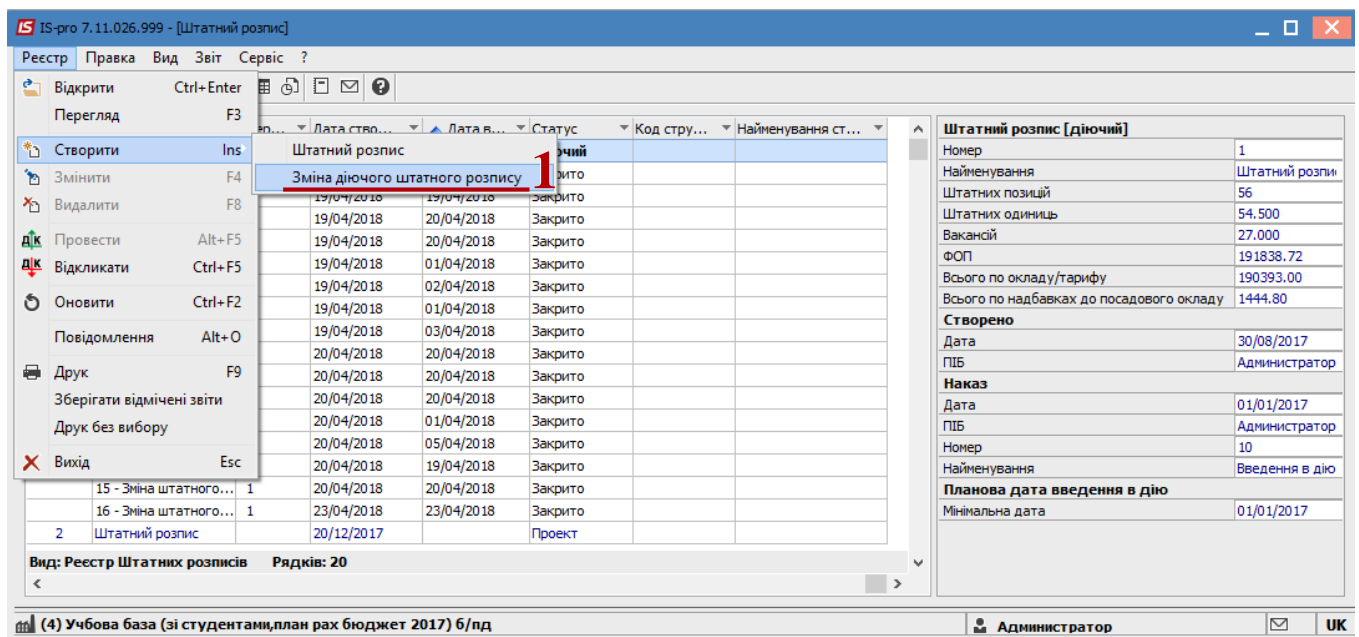 IS-pro 7.11.026.999 - [Штатний розпис]
Реєстр Правка Вид Звіт Сервіс ?
Відкрити Ctrl+Enter
Перегляд F3
Створити Ins
Змінити F4
Видалити F8
Провести Alt+F5
Відкликати Ctrl+F5
Оновити Ctrl+F2
Повідомлення Alt+O
Друк F9
Зберігати відмічені звіти
Друк без вибору
Вихід Esc
Штатний розпис
Зміна діючого штатного розпису 1
Дата ство... Дата в... Статус Код стру... Найменування ст...
19/04/2018 19/04/2018 Закрито
19/04/2018 20/04/2018 Закрито
19/04/2018 20/04/2018 Закрито
19/04/2018 01/04/2018 Закрито
19/04/2018 02/04/2018 Закрито
19/04/2018 01/04/2018 Закрито
19/04/2018 03/04/2018 Закрито
20/04/2018 20/04/2018 Закрито
20/04/2018 20/04/2018 Закрито
20/04/2018 20/04/2018 Закрито
20/04/2018 01/04/2018 Закрито
20/04/2018 05/04/2018 Закрито
20/04/2018 19/04/2018 Закрито
15 - Зміна штатного... 1 20/04/2018 20/04/2018 Закрито
16 - Зміна штатного... 1 23/04/2018 23/04/2018 Закрито
2 Штатний розпис 20/12/2017 Проект
Вид: Реєстр Штатних розписів Рядків: 20
Штатний розпис [діючий]
Номер 1
Найменування Штатний розпи
Штатних позицій 56
Штатних одиниць 54.500
Вакансій 27.000
ФОП 191838.72
Всього по окладу/тарифу 190393.00
Всього по надбавках до посадового окладу 1444.80
Створено
Дата 30/08/2017
ПІБ Администратор
Наказ
Дата 01/01/2017
ПІБ Администратор
Номер 10
Найменування Введення в дію
Планова дата введення в дію
Мінімальна дата 01/01/2017
(4) Учбова база (зі студентами,план рах бюджет 2017) б/пд Администратор UK